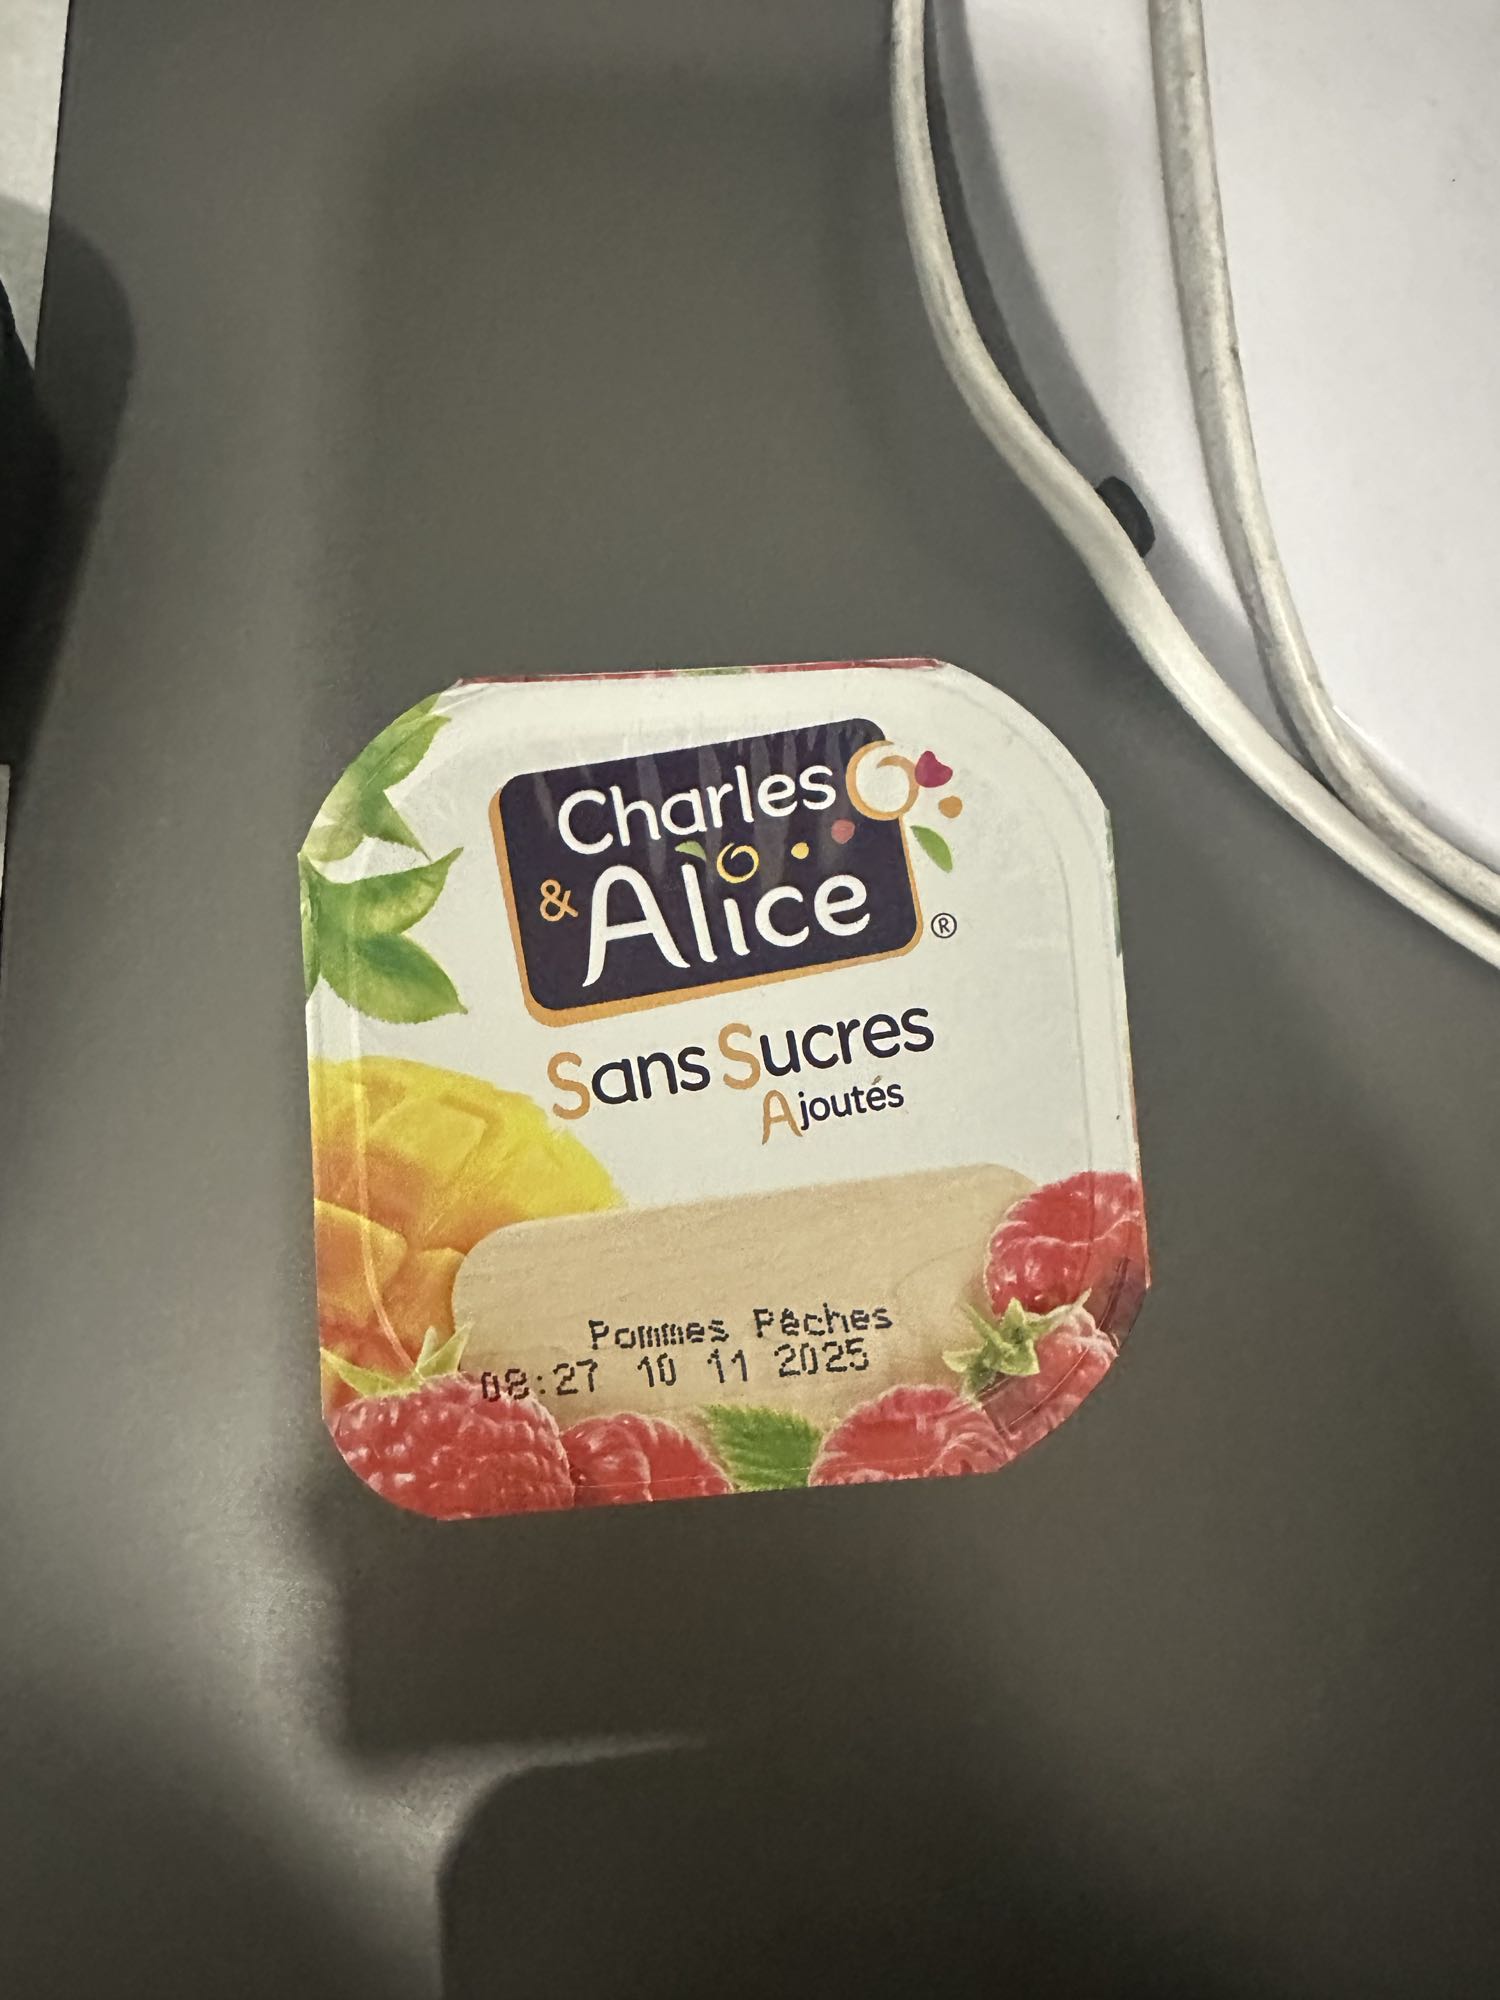 Charles
& Alice
®
Sans Sucres
Ajoutés
Pommes Pêches
08:27 10 11 2025